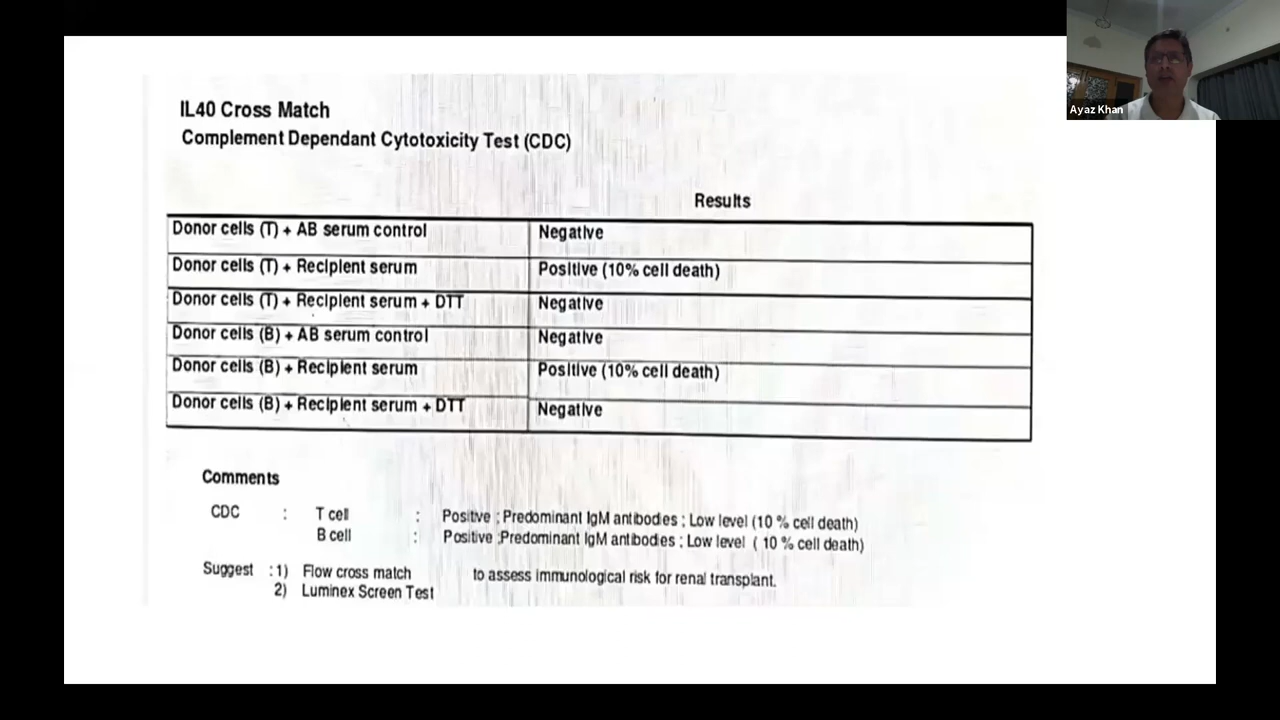 Ayaz Khan
IL40 Cross Match
Complement Dependant Cytotoxicity Test (CDC)
Results
Donor cells (T) + AB serum control Negative
Donor cells (T) + Recipient serum Positive (10% cell death)
Donor cells (T) + Recipient serum + DTT Negative
Donor cells (B) + AB serum control Negative
Donor cells (B) + Recipient serum Positive (10% cell death)
Donor cells (B) + Recipient serum + DTT Negative
Comments
CDC : T cell : Positive ; Predominant IgM antibodies ; Low level (10 % cell death)
B cell : Positive ;Predominant IgM antibodies ; Low level ( 10 % cell death)
Suggest :1) Flow cross match to assess immunological risk for renal transplant.
2) Luminex Screen Test